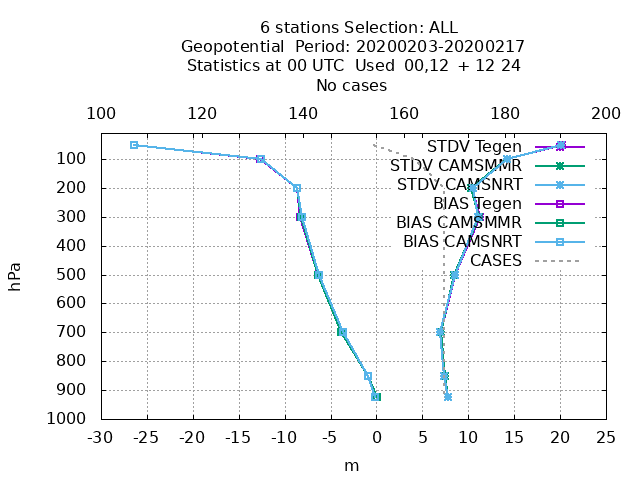 6 stations Selection: ALL
Geopotential  Period: 20200203-20200217
Statistics at 00 UTC  Used  00,12  + 12 24
No cases
100 120 140 160 180 200
STDV Tegen
STDV CAMSMMR
STDV CAMSNRT
BIAS Tegen
BIAS CAMSMMR
BIAS CAMSNRT
CASES
100
200
300
400
500
600
700
800
900
1000
hPa
-30 -25 -20 -15 -10 -5 0 5 10 15 20 25
m